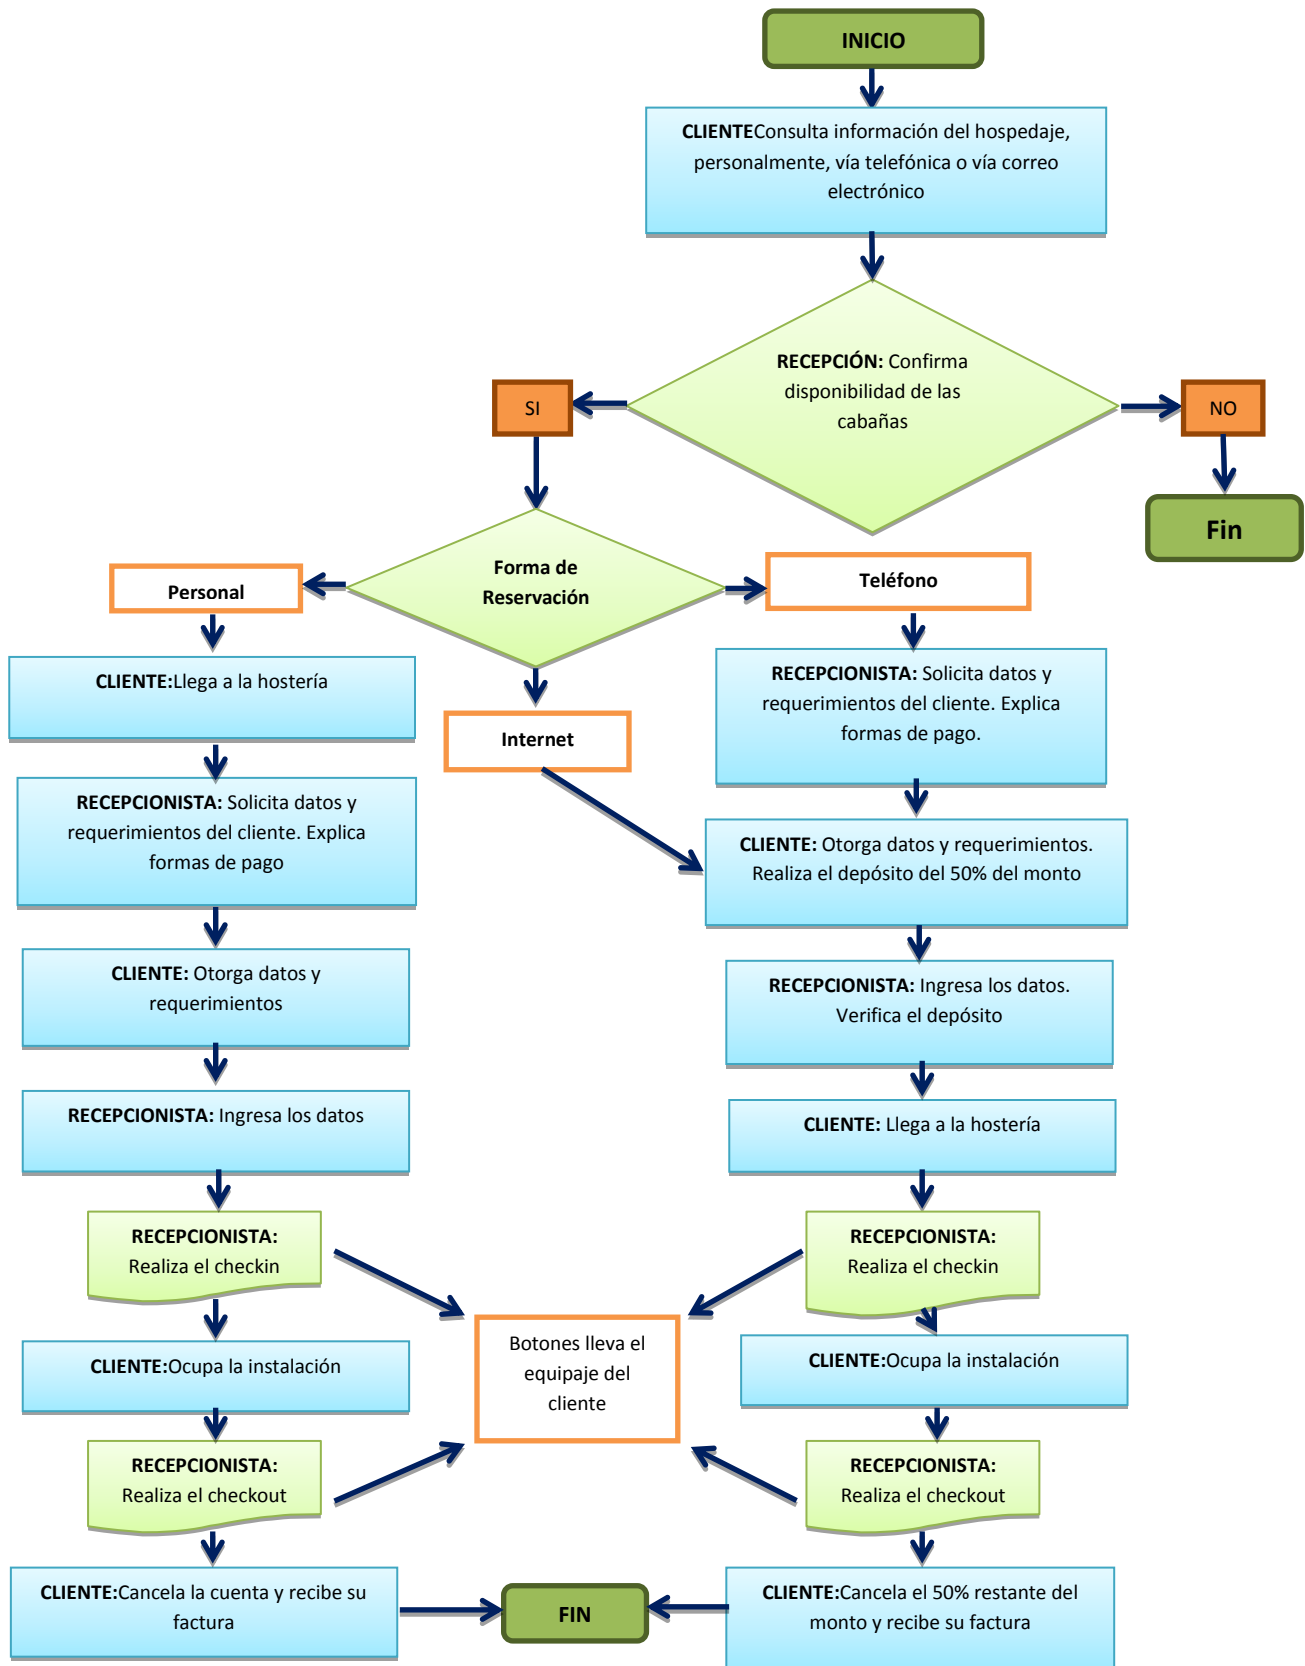 INICIO
CLIENTEConsulta información del hospedaje,
personalmente, vía telefónica o vía correo
electrónico
RECEPCIÓN: Confirma
disponibilidad de las
cabañas
SI
NO
Fin
Forma de
Reservación
Personal
Teléfono
Internet
CLIENTE:Llega a la hostería
RECEPCIONISTA: Solicita datos y
requerimientos del cliente. Explica
formas de pago
CLIENTE: Otorga datos y
requerimientos
RECEPCIONISTA: Ingresa los datos
RECEPCIONISTA:
Realiza el checkin
CLIENTE:Ocupa la instalación
RECEPCIONISTA:
Realiza el checkout
CLIENTE:Cancela la cuenta y recibe su
factura
RECEPCIONISTA: Solicita datos y
requerimientos del cliente. Explica
formas de pago.
CLIENTE: Otorga datos y requerimientos.
Realiza el depósito del 50% del monto
RECEPCIONISTA: Ingresa los datos.
Verifica el depósito
CLIENTE: Llega a la hostería
RECEPCIONISTA:
Realiza el checkin
CLIENTE:Ocupa la instalación
RECEPCIONISTA:
Realiza el checkout
CLIENTE:Cancela el 50% restante del
monto y recibe su factura
Botones lleva el
equipaje del
cliente
FIN